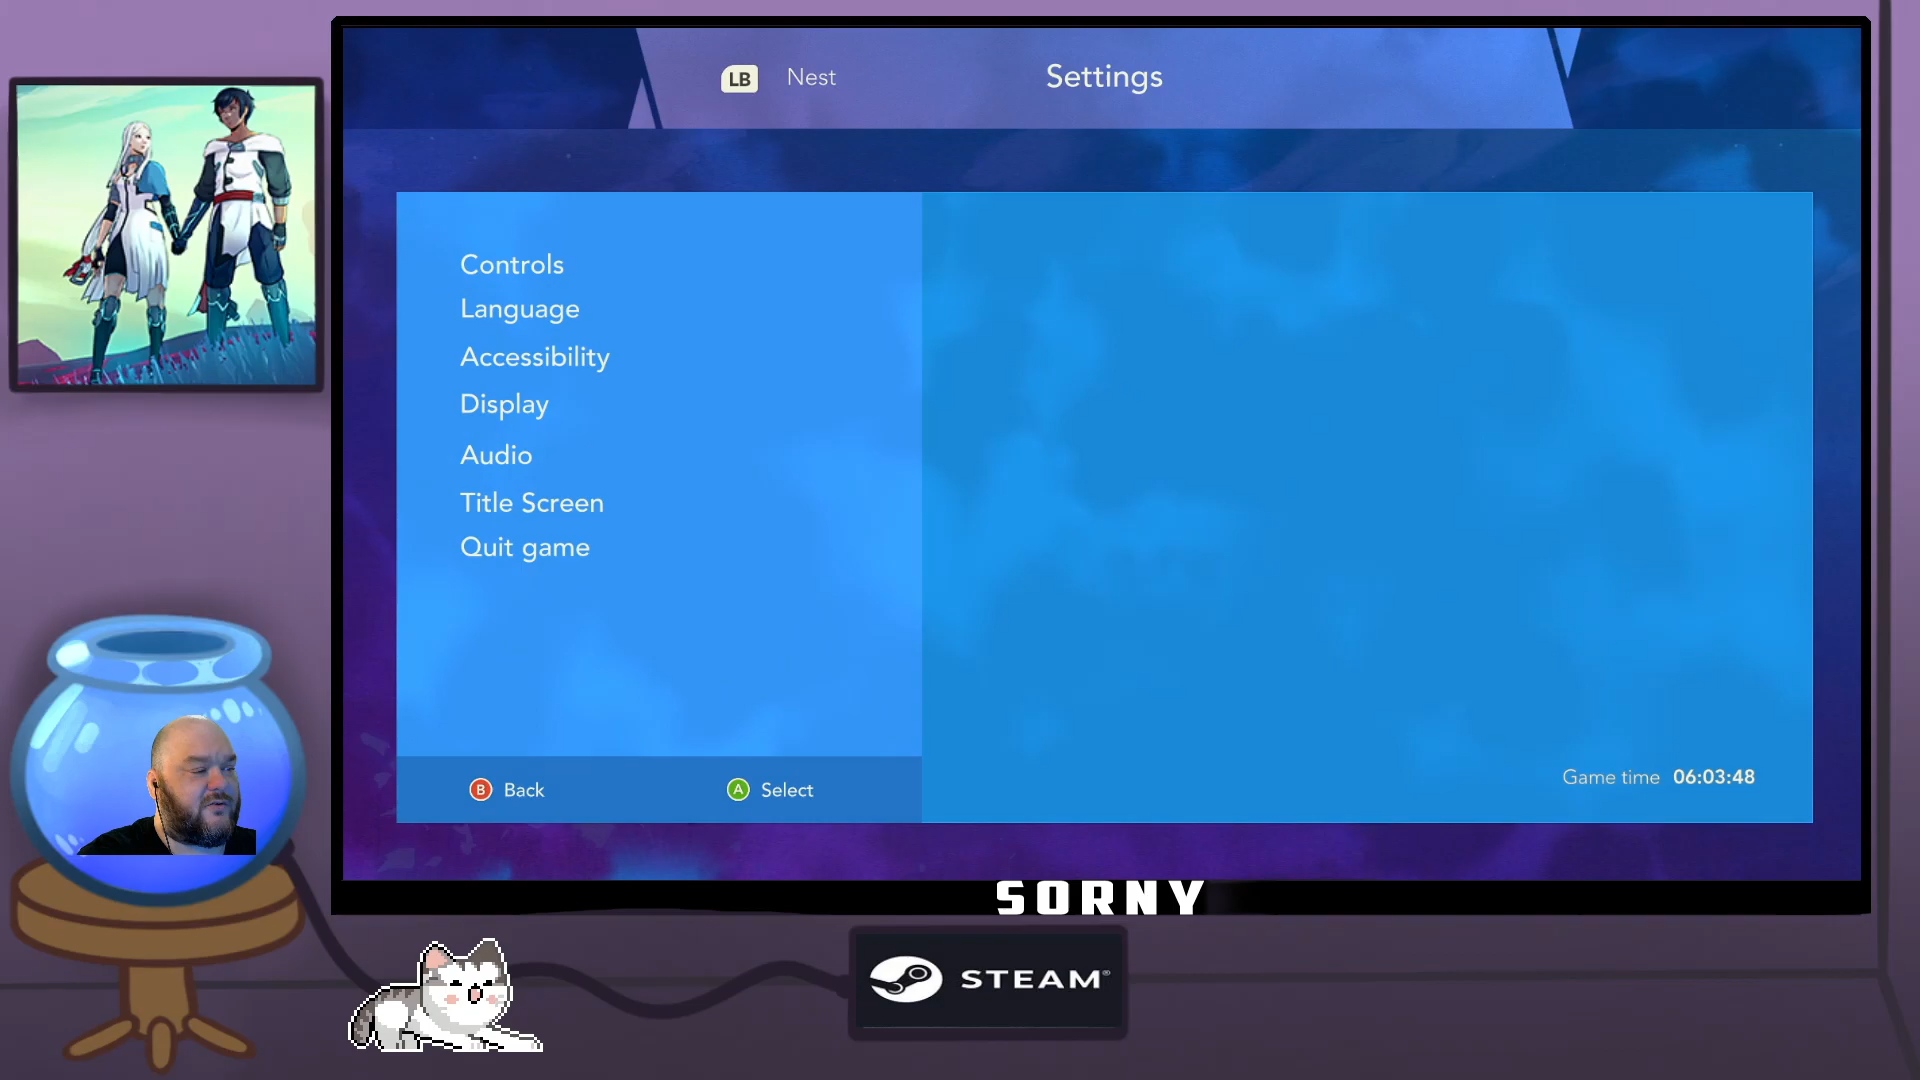 LB Nest Settings
Controls
Language
Accessibility
Display
Audio
Title Screen
Quit game
B Back A Select
Game time 06:03:48
SORNY
STEAM®